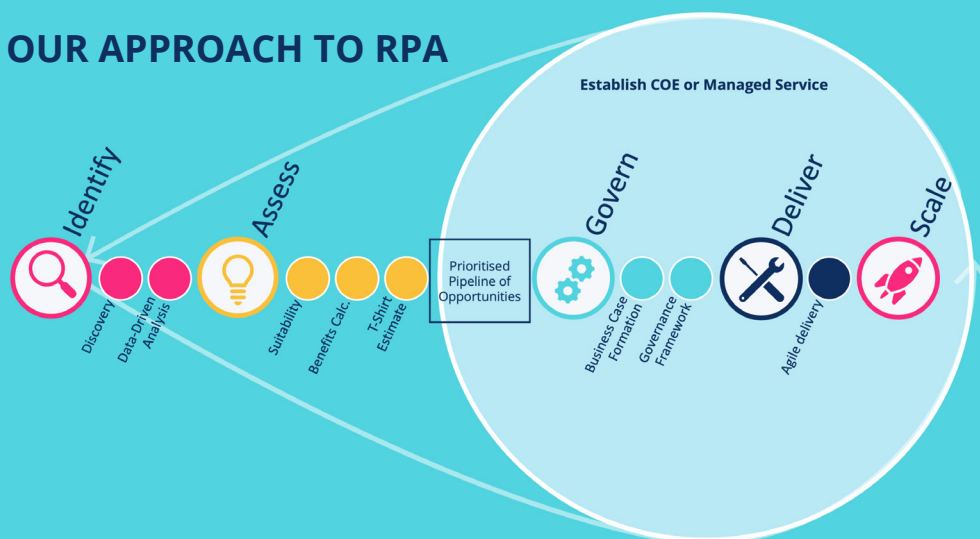 OUR APPROACH TO RPA
Establish COE or Managed Service
Identify
Discovery
Data-Driven
Analysis
Assess
Suitability
Benefits Calc.
T-Shirt
Estimate
Prioritised
Pipeline of
Opportunities
Govern
Business Case
Formation
Governance
Framework
Deliver
Agile delivery
Scale